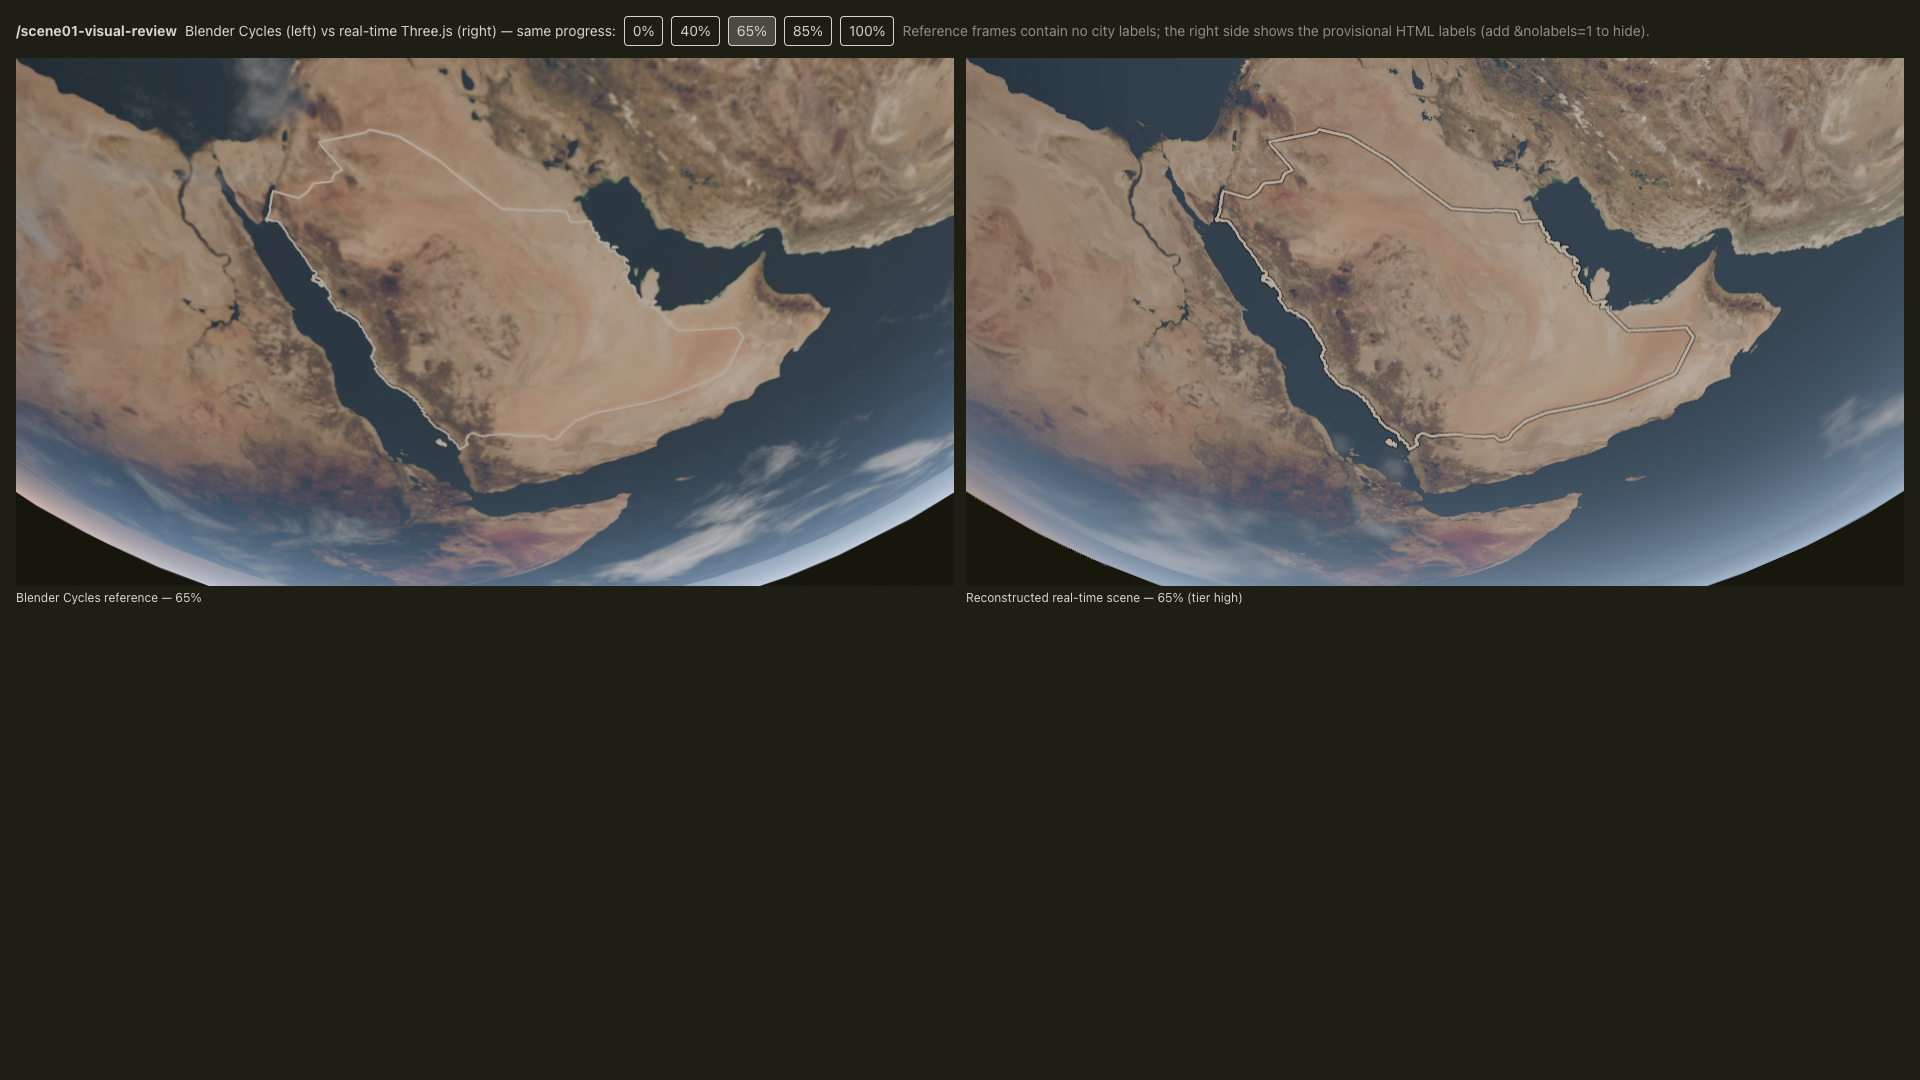 /scene01-visual-review Blender Cycles (left) vs real-time Three.js (right) — same progress: 0% 40% 65% 85% 100% Reference frames contain no city labels; the right side shows the provisional HTML labels (add &nolabels=1 to hide).
Blender Cycles reference — 65%
Reconstructed real-time scene — 65% (tier high)